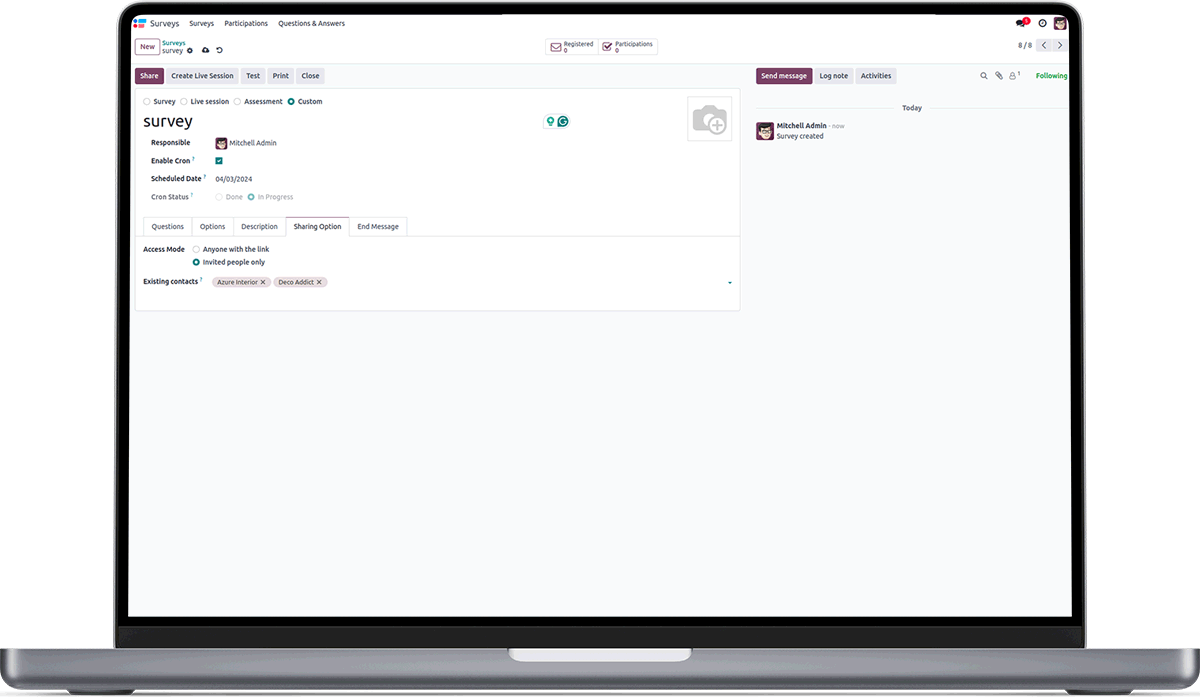 Surveys Surveys Participations Questions & Answers 1
New Surveys Registered Participations 8 / 8
survey 0 0
Share Create Live Session Test Print Close Send message Log note Activities 1 Following
Survey Live session Assessment Custom
Today
survey
Mitchell Admin - now
Survey created
Responsible Mitchell Admin
Enable Cron ?
Scheduled Date ? 04/03/2024
Cron Status ? Done In Progress
Questions Options Description Sharing Option End Message
Access Mode Anyone with the link
Invited people only
Existing contacts ? Azure Interior × Deco Addict ×